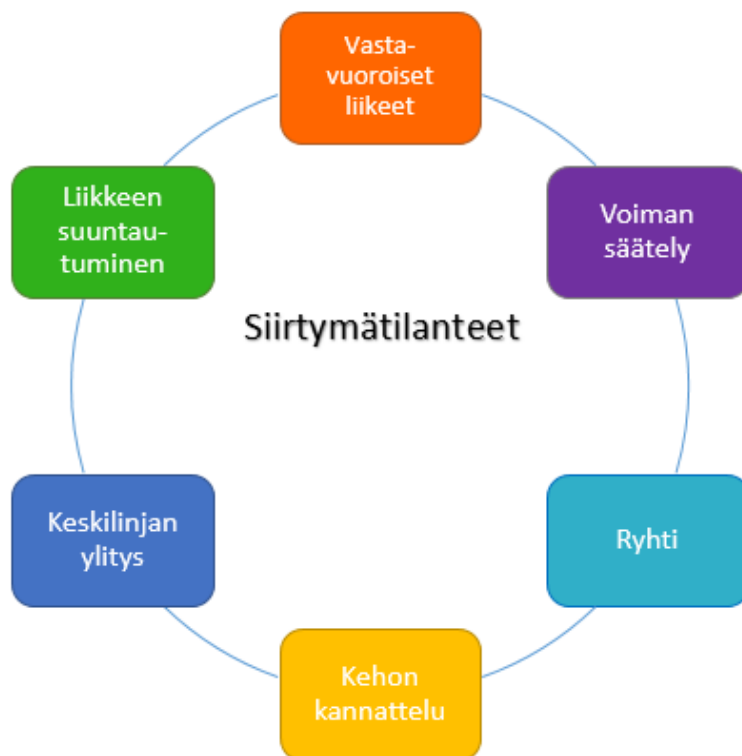 Vasta-
vuoroiset
liikeet
Voiman
säätely
Ryhti
Kehon
kannattelu
Keskilinjan
ylitys
Liikkeen
suuntau-
tuminen
Siirtymätilanteet